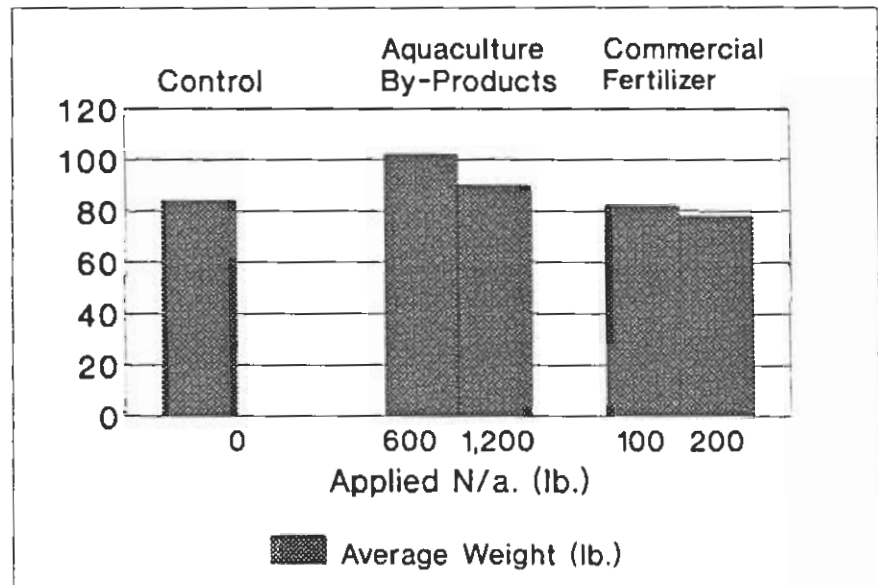 Control
Aquaculture
By-Products
Commercial
Fertilizer
120
100
80
60
40
20
0
0
600 1,200
100 200
Applied N/a. (lb.)
Average Weight (lb.)